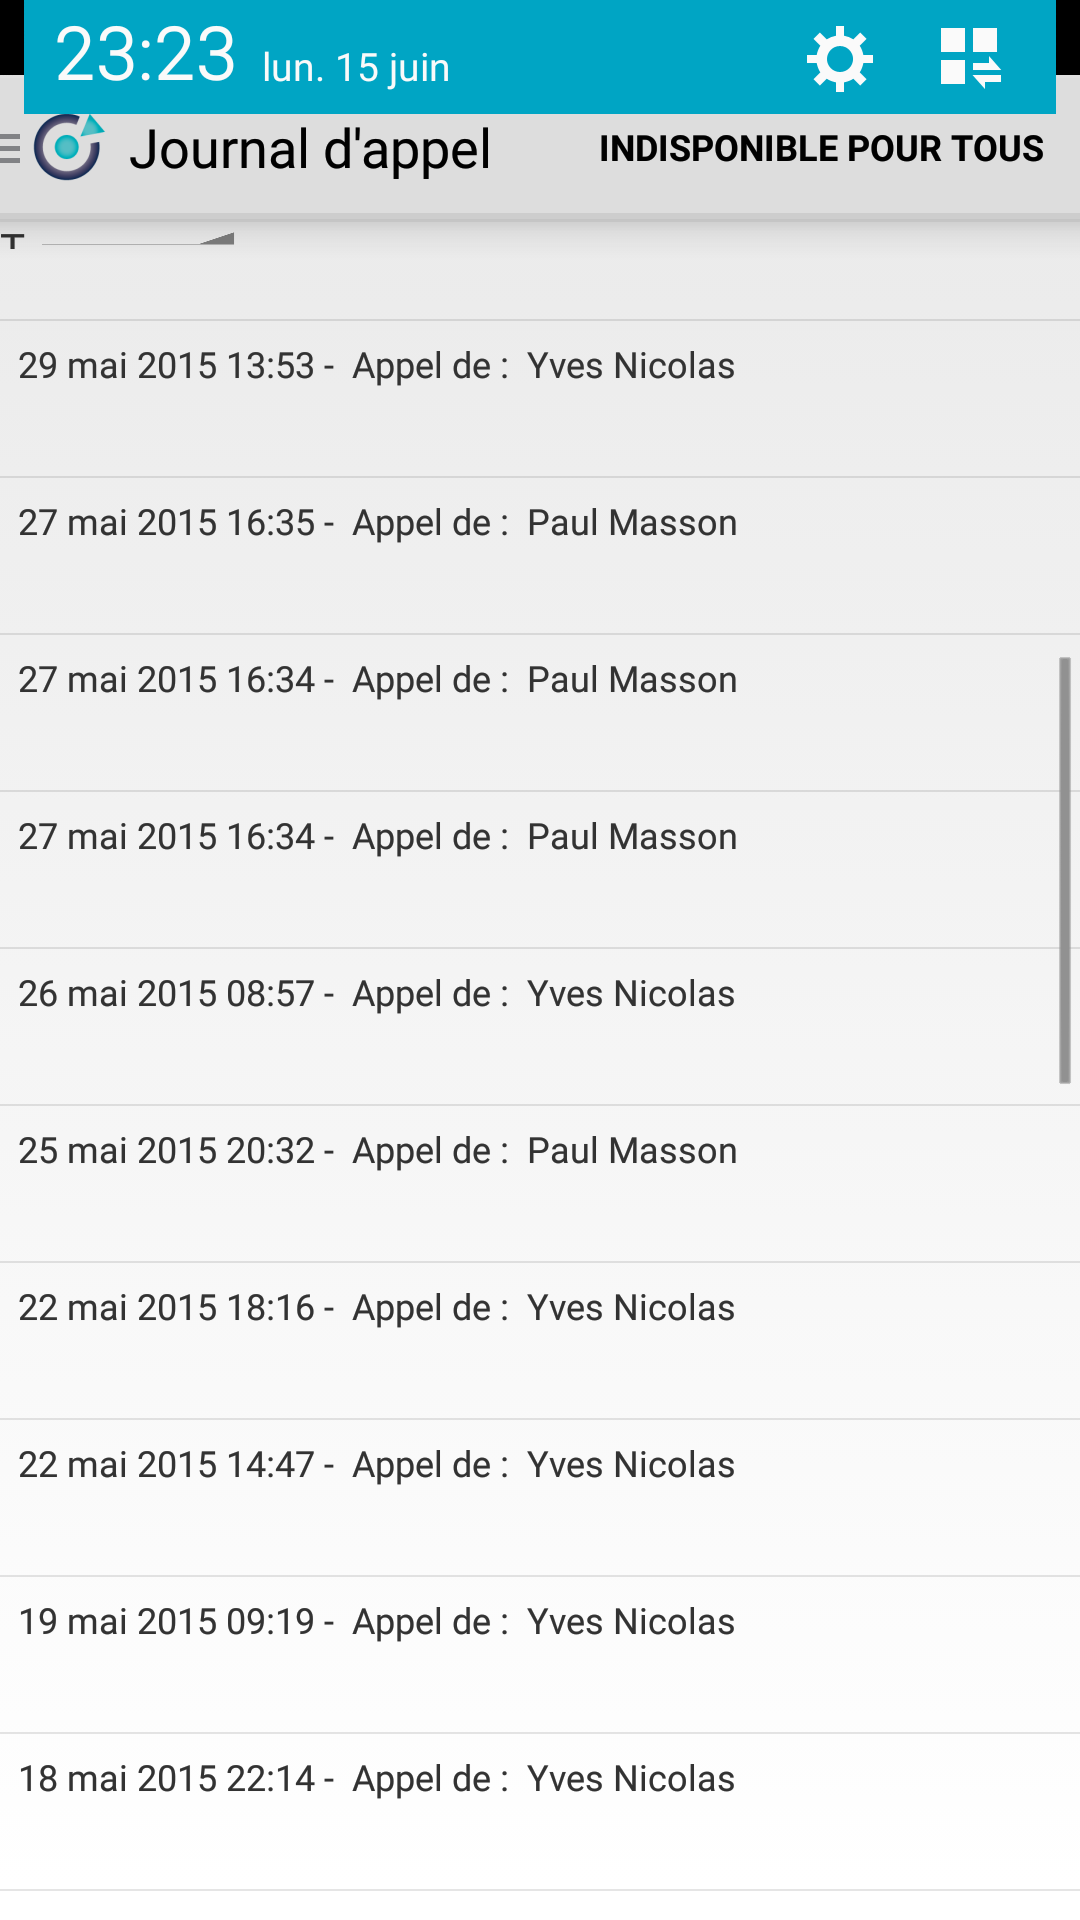 23:23 lun. 15 juin
Journal d'appel INDISPONIBLE POUR TOUS
29 mai 2015 13:53 - Appel de : Yves Nicolas
27 mai 2015 16:35 - Appel de : Paul Masson
27 mai 2015 16:34 - Appel de : Paul Masson
27 mai 2015 16:34 - Appel de : Paul Masson
26 mai 2015 08:57 - Appel de : Yves Nicolas
25 mai 2015 20:32 - Appel de : Paul Masson
22 mai 2015 18:16 - Appel de : Yves Nicolas
22 mai 2015 14:47 - Appel de : Yves Nicolas
19 mai 2015 09:19 - Appel de : Yves Nicolas
18 mai 2015 22:14 - Appel de : Yves Nicolas